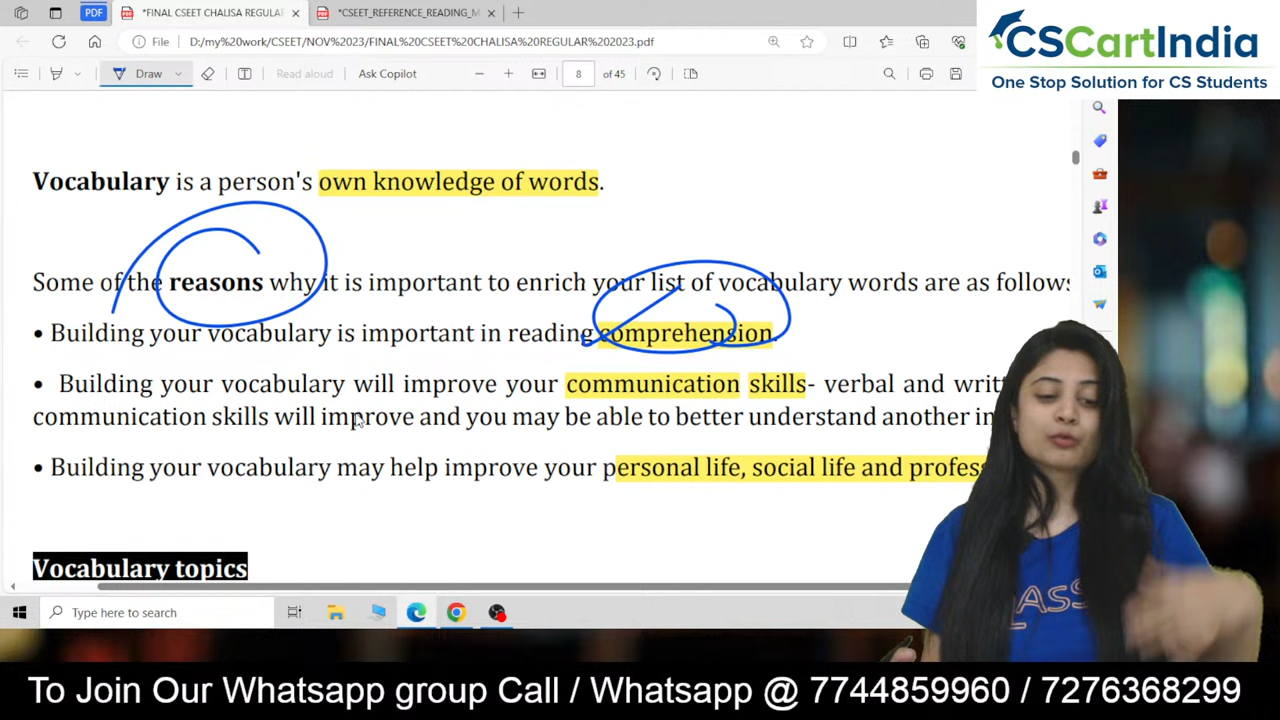 *FINAL CSEET CHALISA REGULAR
*CSEET_REFERENCE_READING_M
PDF
File D:/my%20work/CSEET/NOV%2023/FINAL%20CSEET%20CHALISA%20REGULAR%202023.pdf
Draw
Read aloud
Ask Copilot
8 of 45
CSCartIndia
One Stop Solution for CS Students
Vocabulary is a person's own knowledge of words.
Some of the reasons why it is important to enrich your list of vocabulary words are as follows
• Building your vocabulary is important in reading comprehension.
• Building your vocabulary will improve your communication skills- verbal and writt
communication skills will improve and you may be able to better understand another in
• Building your vocabulary may help improve your personal life, social life and profess
Vocabulary topics
Type here to search
LASS
To Join Our Whatsapp group Call / Whatsapp @ 7744859960 / 7276368299